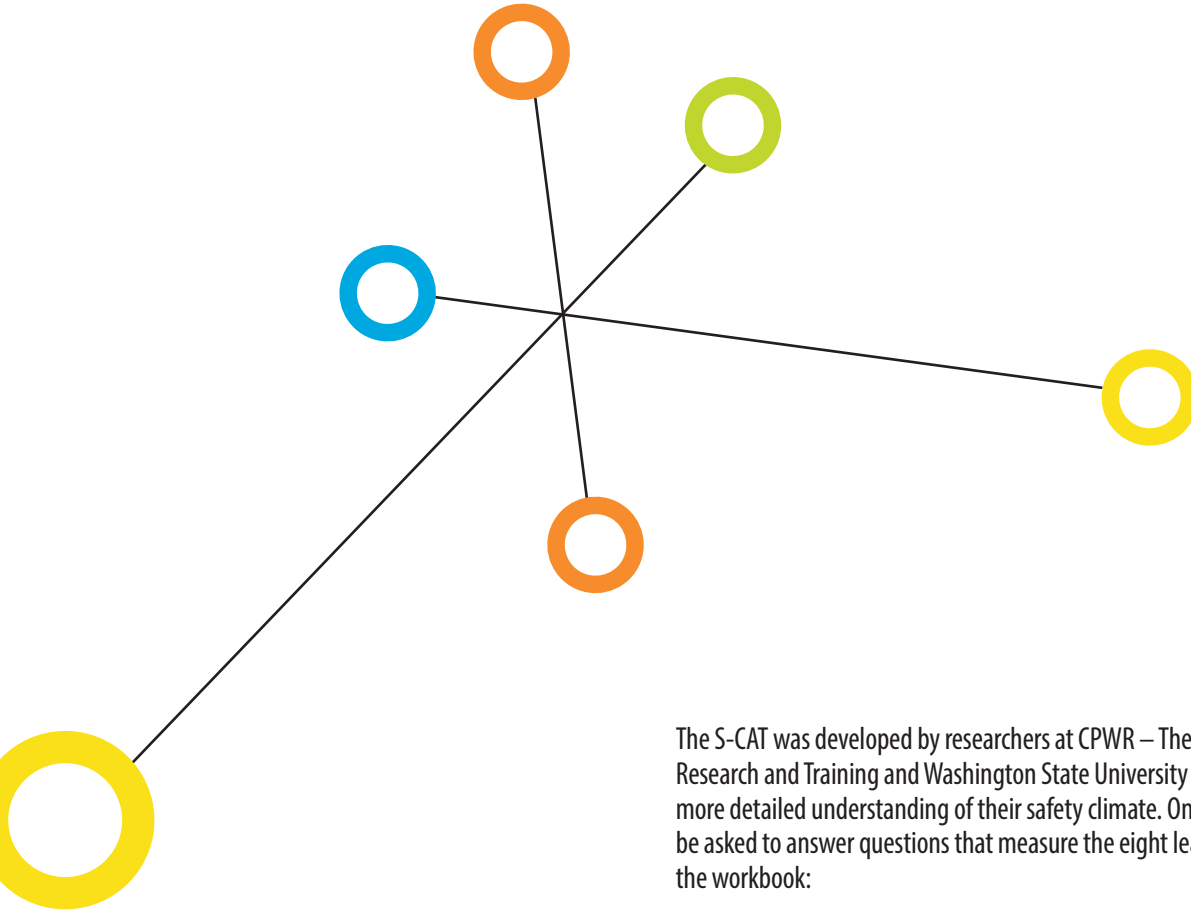 The S-CAT was developed by researchers at CPWR – The
Research and Training and Washington State University
more detailed understanding of their safety climate. On
be asked to answer questions that measure the eight lea
the workbook: